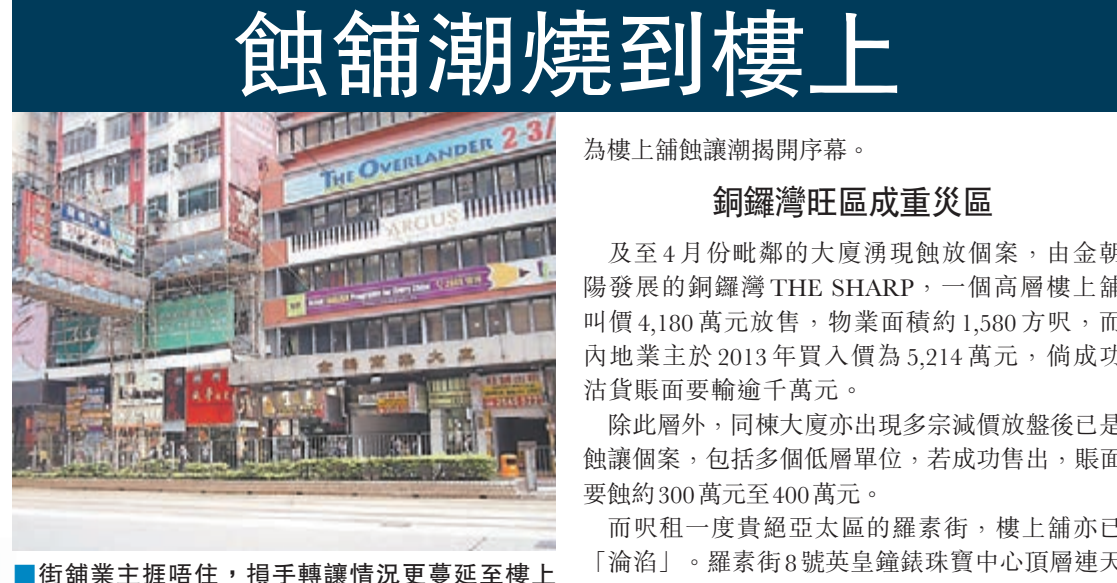 蝕舖潮燒到樓上
THE OVERLANDER 2-3/
ARGUS
金鵝商業大厦
■街舖業主捱唔住，損手轉讓情況更蔓延至樓上
為樓上舖蝕讓潮揭開序幕。
銅鑼灣旺區成重災區
及至4月份毗鄰的大廈湧現蝕放個案，由金朝
陽發展的銅鑼灣THE SHARP，一個高層樓上舖
叫價4,180萬元放售，物業面積約1,580方呎，而
內地業主於2013年買入價為5,214萬元，倘成功
沽貨賬面要輸逾千萬元。
除此層外，同棟大廈亦出現多宗減價放盤後已是
蝕讓個案，包括多個低層單位，若成功售出，賬面
要蝕約300萬元至400萬元。
而呎租一度貴絕亞太區的羅素街，樓上舖亦已
「淪滔」。羅素街8號英皇鐘錶珠寶中心頂層連天